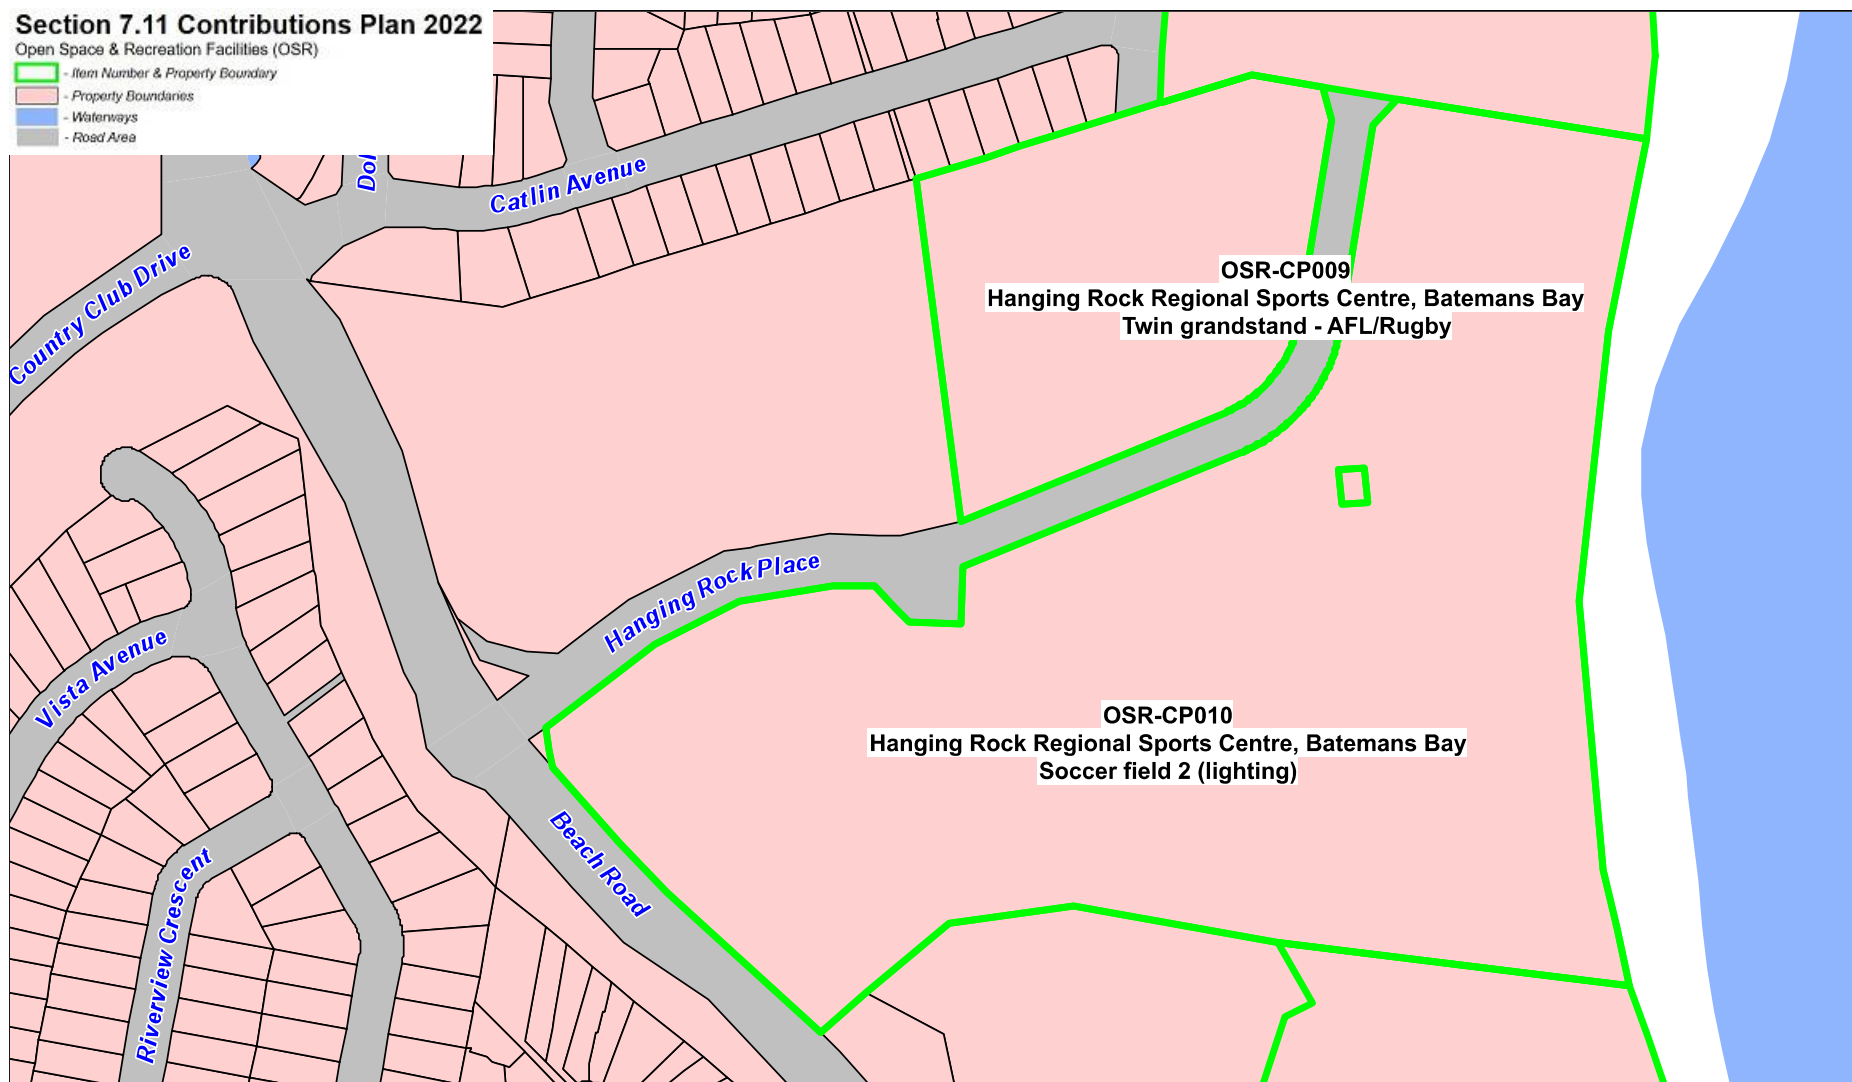 Section 7.11 Contributions Plan 2022
Open Space & Recreation Facilities (OSR)
- Item Number & Property Boundary
- Property Boundaries
- Waterways
- Road Area
Dol
Catlin Avenue
Country Club Drive
OSR-CP009
Hanging Rock Regional Sports Centre, Batemans Bay
Twin grandstand - AFL/Rugby
Hanging Rock Place
Vista Avenue
OSR-CP010
Hanging Rock Regional Sports Centre, Batemans Bay
Soccer field 2 (lighting)
Beach Road
Riverview Crescent